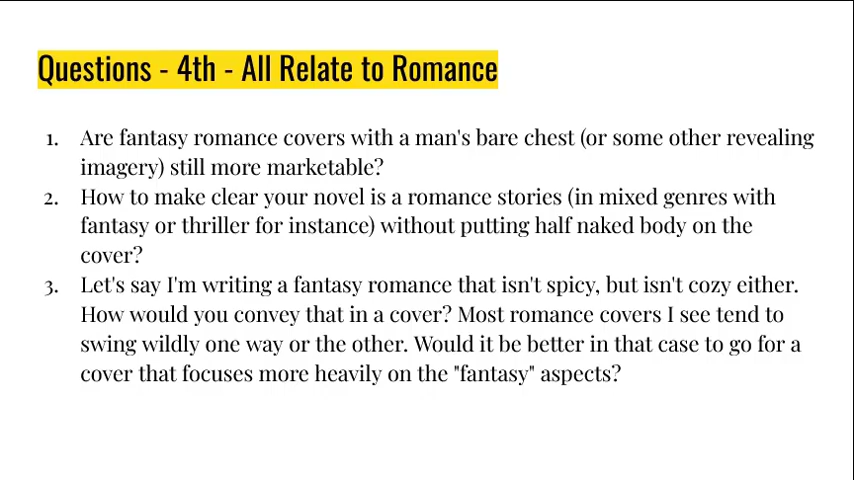 Questions - 4th - All Relate to Romance
1. Are fantasy romance covers with a man's bare chest (or some other revealing
imagery) still more marketable?
2. How to make clear your novel is a romance stories (in mixed genres with
fantasy or thriller for instance) without putting half naked body on the
cover?
3. Let's say I'm writing a fantasy romance that isn't spicy, but isn't cozy either.
How would you convey that in a cover? Most romance covers I see tend to
swing wildly one way or the other. Would it be better in that case to go for a
cover that focuses more heavily on the "fantasy" aspects?